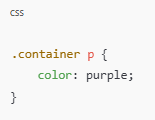 css
.container p {
    color: purple;
}